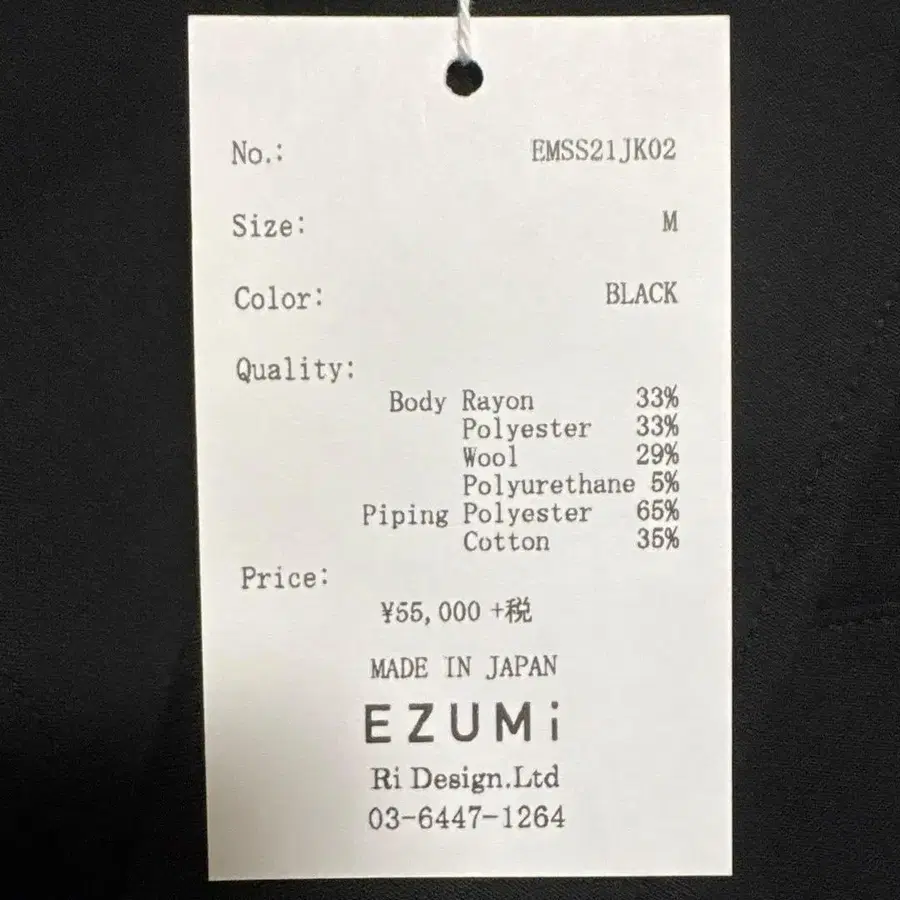 No.: EMSS21JK02
Size: M
Color: BLACK
Quality:
Body Rayon 33%
Polyester 33%
Wool 29%
Polyurethane 5%
Piping Polyester 65%
Cotton 35%
Price:
¥55,000 +税
MADE IN JAPAN
EZUMi
Ri Design.Ltd
03-6447-1264